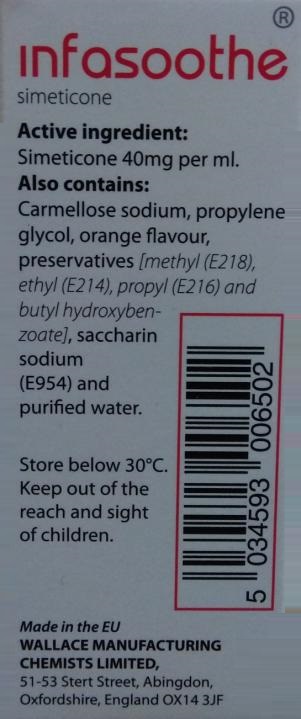 ®
ınfasoothe
simeticone
Active ingredient:
Simeticone 40mg per ml.
Also contains:
Carmellose sodium, propylene
glycol, orange flavour,
preservatives [methyl (E218),
ethyl (E214), propyl (E216) and
butyl hydroxyben-
zoate], saccharin
sodium
(E954) and
purified water.
Store below 30°C.
Keep out of the
reach and sight
of children.
5 034593 006502
Made in the EU
WALLACE MANUFACTURING
CHEMISTS LIMITED,
51-53 Stert Street, Abingdon,
Oxfordshire, England OX14 3JF